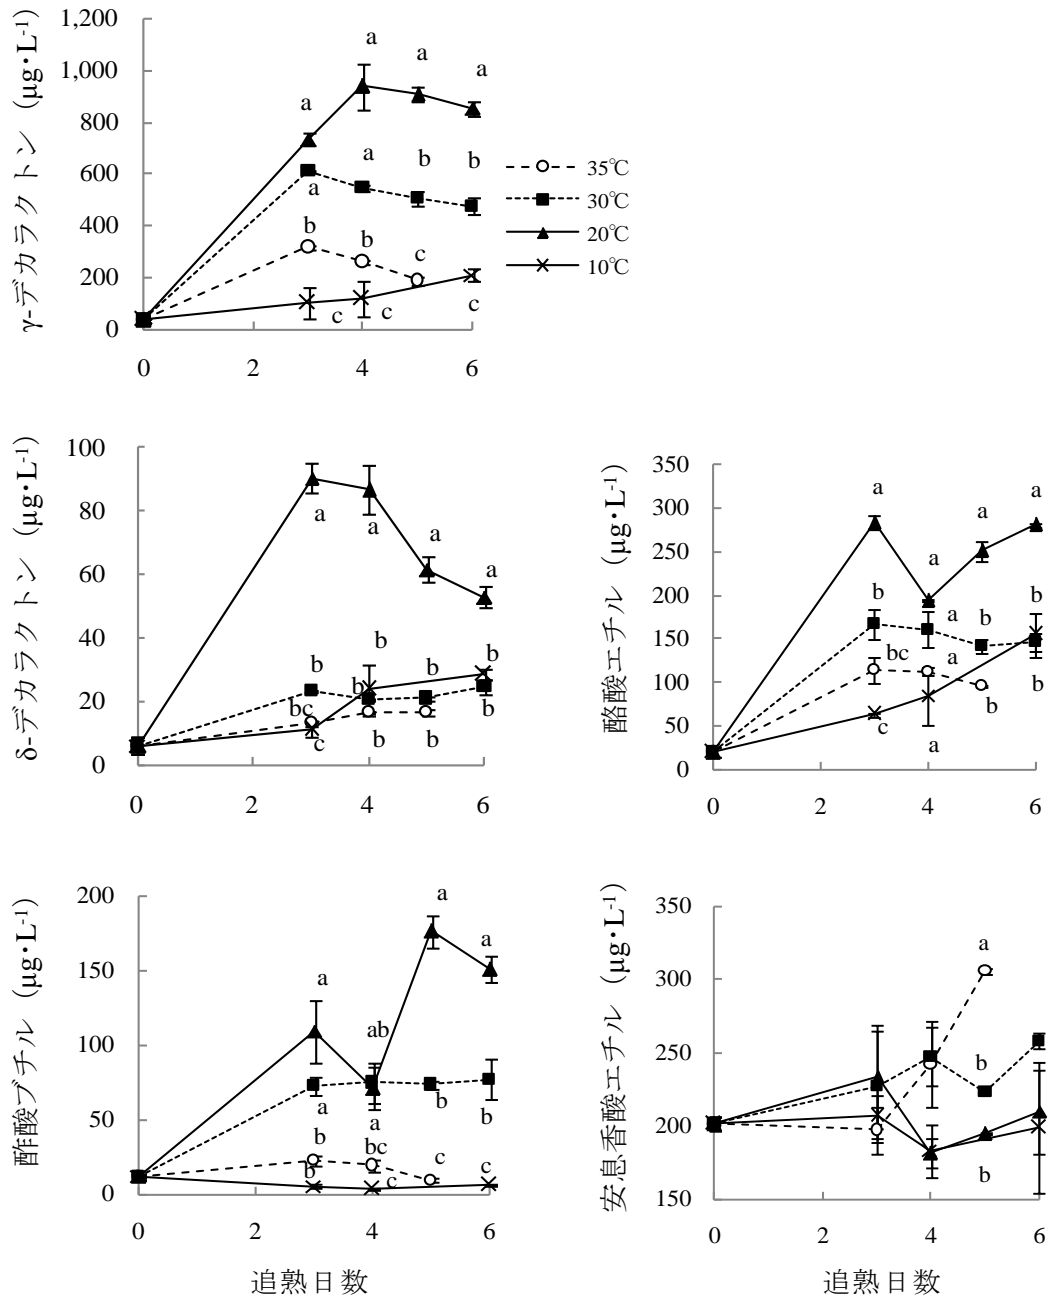 γ-デカラクトン（μg･L-1）
1,200
1,000
800
600
400
200
0
0 2 4 6
a
a
a
a
a
a
b
b
b
b
c
c
c
c
35℃
30℃
20℃
10℃
δ-デカラクトン（μg･L-1）
100
80
60
40
20
0
0 2 4 6
a
a
a
a
b
b
b
b
b
bc
b
c
b
b
酪酸エチル（μg･L-1）
350
300
250
200
150
100
50
0
0 2 4 6
a
a
a
a
b
a
b
b
bc
a
b
b
c
a
酢酸ブチル（μg･L-1）
200
150
100
50
0
0 2 4 6
a
a
a
ab
a
b
b
a
b
bc
c
c
b
c
追熟日数
安息香酸エチル（μg･L-1）
350
300
250
200
150
0 2 4 6
a
b
b
追熟日数